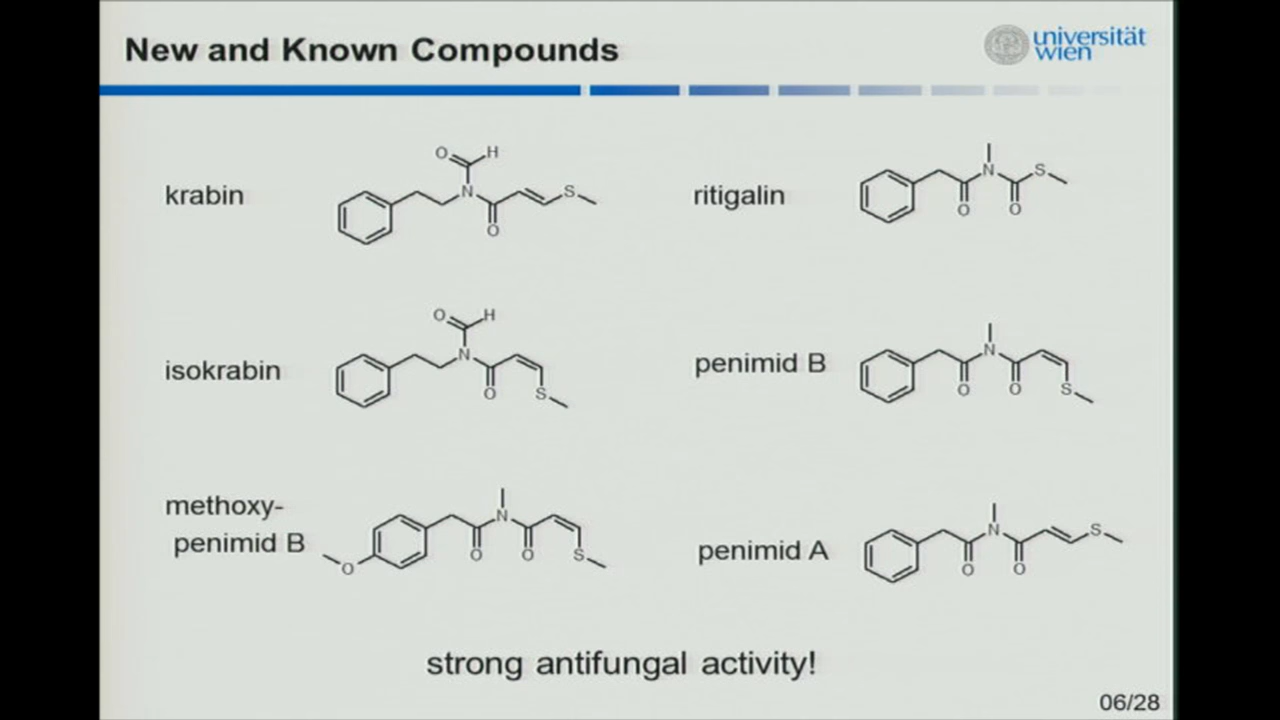 New and Known Compounds
universität
wien
krabin
O
H
N
O
S
ritigalin
N
O
O
S
isokrabin
O
H
N
O
S
penimid B
N
O
O
S
methoxy-
penimid B
O
N
O
O
S
penimid A
N
O
O
S
strong antifungal activity!
06/28